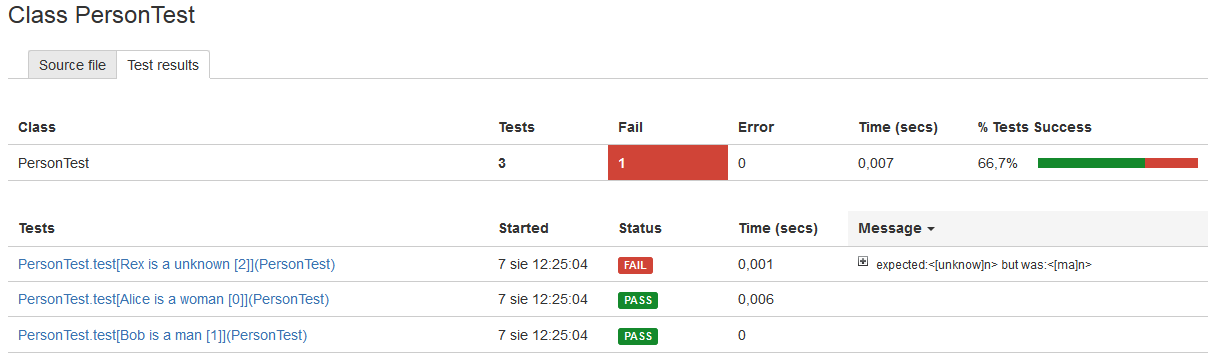 Class PersonTest
Source file Test results
Class Tests Fail Error Time (secs) % Tests Success
PersonTest 3 1 0 0,007 66,7%
Tests Started Status Time (secs) Message
PersonTest.test[Rex is a unknown [2]](PersonTest) 7 sie 12:25:04 FAIL 0,001 expected:<[unknow]n> but was:<[ma]n>
PersonTest.test[Alice is a woman [0]](PersonTest) 7 sie 12:25:04 PASS 0,006
PersonTest.test[Bob is a man [1]](PersonTest) 7 sie 12:25:04 PASS 0